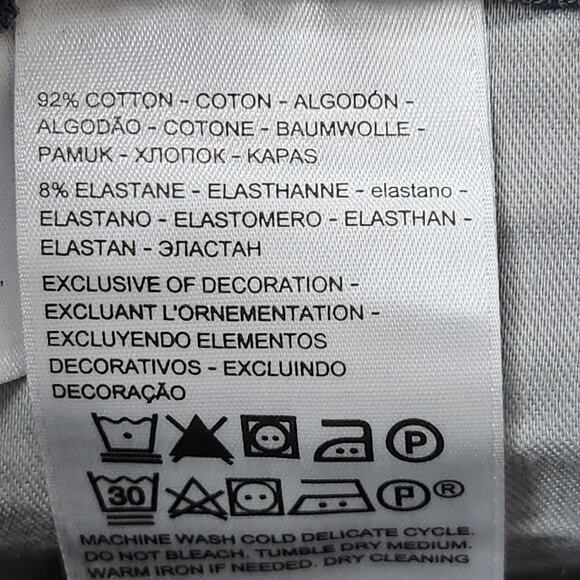 92% COTTON - COTON - ALGODÓN -
ALGODÃO - COTONE - BAUMWOLLE -
PAMUK - ХЛОПОК - KAPAS
8% ELASTANE - ELASTHANNE - elastano -
ELASTANO - ELASTOMERO - ELASTHAN -
ELASTAN - ЭЛАСТАН
EXCLUSIVE OF DECORATION -
EXCLUANT L'ORNEMENTATION -
EXCLUYENDO ELEMENTOS
DECORATIVOS - EXCLUINDO
DECORAÇÃO
P
30 P ®
MACHINE WASH COLD DELICATE CYCLE.
DO NOT BLEACH. TUMBLE DRY MEDIUM.
WARM IRON IF NEEDED. DRY CLEANING